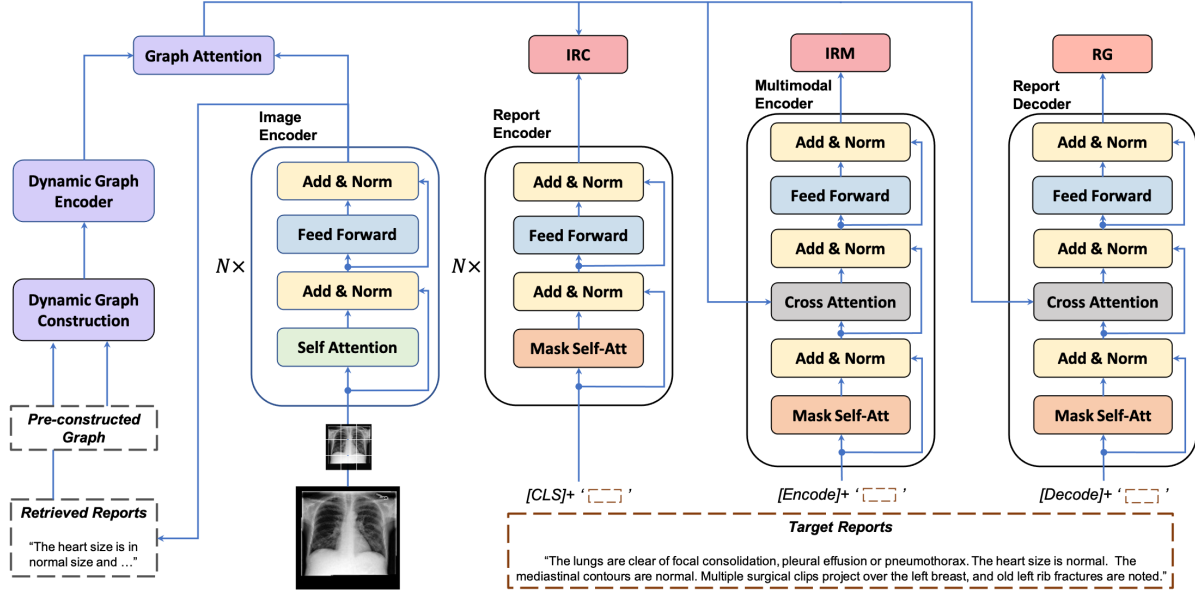 Graph Attention
IRC
IRM
RG
Image
Encoder
Report
Encoder
Multimodal
Encoder
Report
Decoder
Dynamic Graph
Encoder
Dynamic Graph
Construction
Pre-constructed
Graph
Retrieved Reports
“The heart size is in
normal size and …”
N×
Add & Norm
Feed Forward
Add & Norm
Self Attention
N×
Add & Norm
Feed Forward
Add & Norm
Mask Self-Att
Add & Norm
Feed Forward
Add & Norm
Cross Attention
Add & Norm
Mask Self-Att
Add & Norm
Feed Forward
Add & Norm
Cross Attention
Add & Norm
Mask Self-Att
[CLS]+ ‘ ’
[Encode]+ ‘ ’
[Decode]+ ‘ ’
Target Reports
“The lungs are clear of focal consolidation, pleural effusion or pneumothorax. The heart size is normal. The
mediastinal contours are normal. Multiple surgical clips project over the left breast, and old left rib fractures are noted.”